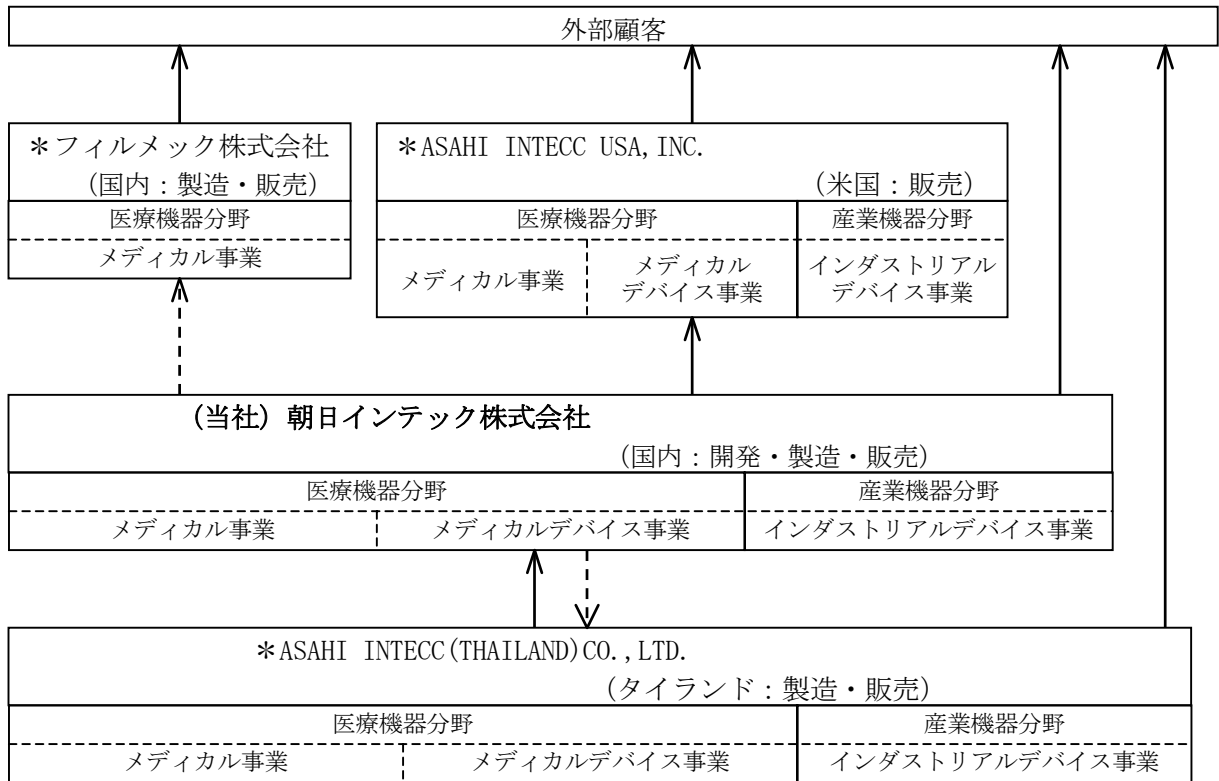 外部顧客
＊フィルメック株式会社
(国内：製造・販売)
医療機器分野
メディカル事業
＊ASAHI INTECC USA,INC.
(米国：販売)
医療機器分野
産業機器分野
メディカル事業
メディカル
デバイス事業
インダストリアル
デバイス事業
(当社) 朝日インテック株式会社
(国内：開発・製造・販売)
医療機器分野
産業機器分野
メディカル事業
メディカルデバイス事業
インダストリアルデバイス事業
＊ASAHI INTECC(THAILAND)CO.,LTD.
(タイランド：製造・販売)
医療機器分野
産業機器分野
メディカル事業
メディカルデバイス事業
インダストリアルデバイス事業